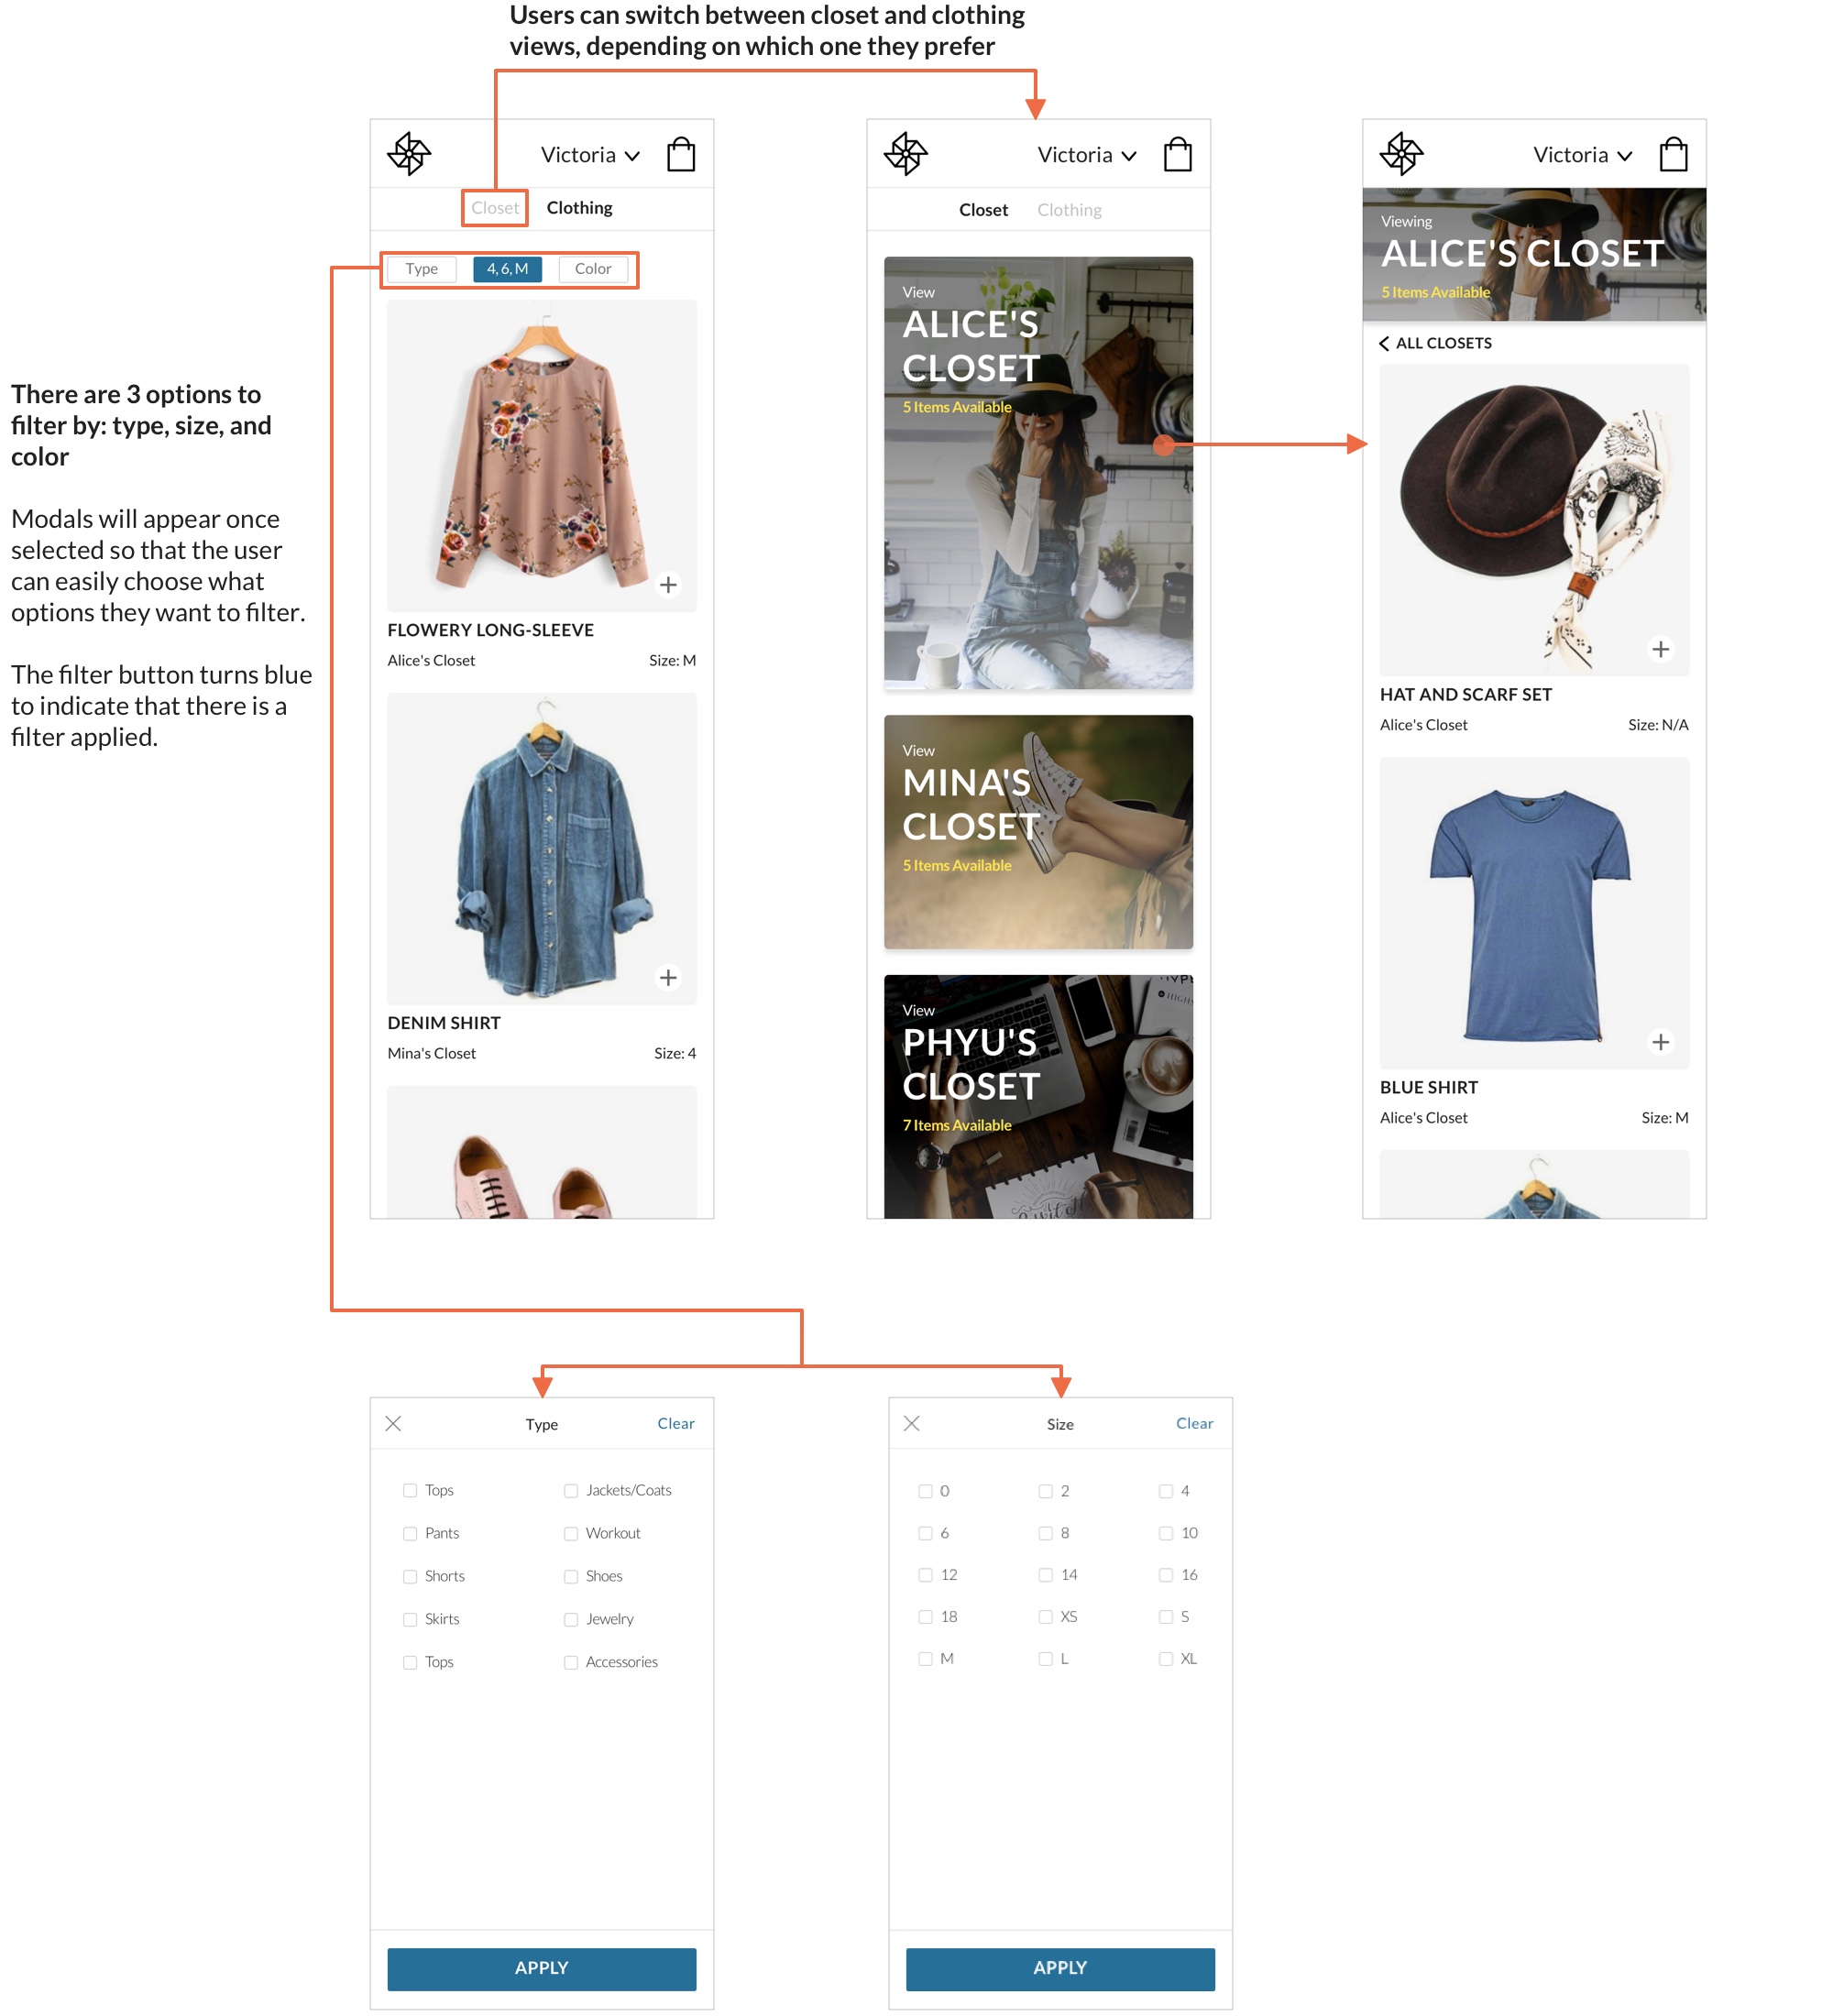 Users can switch between closet and clothing
views, depending on which one they prefer
Victoria
Closet Clothing
Type 4, 6, M Color
FLOWERY LONG-SLEEVE
Alice's Closet Size: M
DENIM SHIRT
Mina's Closet Size: 4
There are 3 options to
filter by: type, size, and
color
Modals will appear once
selected so that the user
can easily choose what
options they want to filter.
The filter button turns blue
to indicate that there is a
filter applied.
Victoria
Closet Clothing
View
ALICE'S
CLOSET
5 Items Available
View
MINA'S
CLOSET
5 Items Available
View
PHYU'S
CLOSET
7 Items Available
Victoria
Viewing
ALICE'S CLOSET
5 Items Available
ALL CLOSETS
HAT AND SCARF SET
Alice's Closet Size: N/A
BLUE SHIRT
Alice's Closet Size: M
Type Clear
Tops Jackets/Coats
Pants Workout
Shorts Shoes
Skirts Jewelry
Tops Accessories
APPLY
Size Clear
0 2 4
6 8 10
12 14 16
18 XS S
M L XL
APPLY